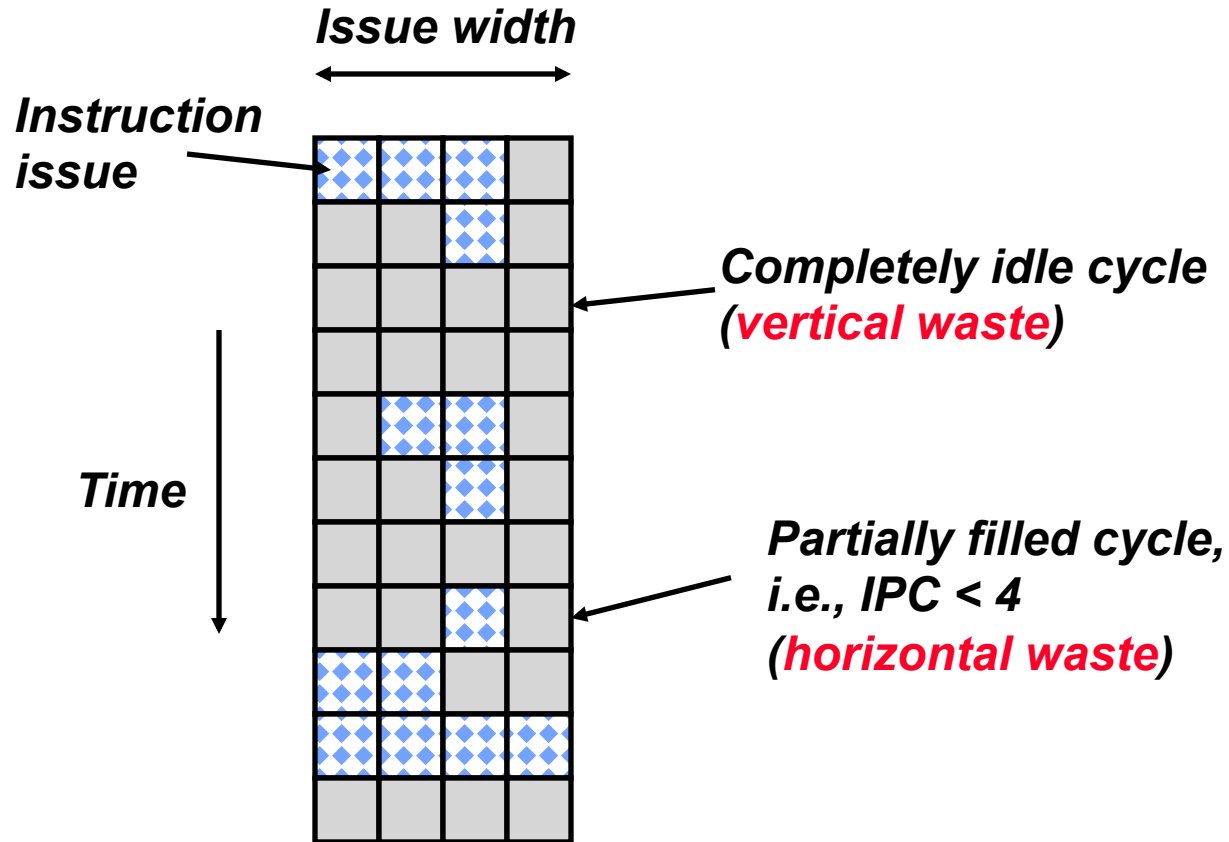 Issue width
Instruction
issue
Completely idle cycle
(vertical waste)
Time
Partially filled cycle,
i.e., IPC < 4
(horizontal waste)